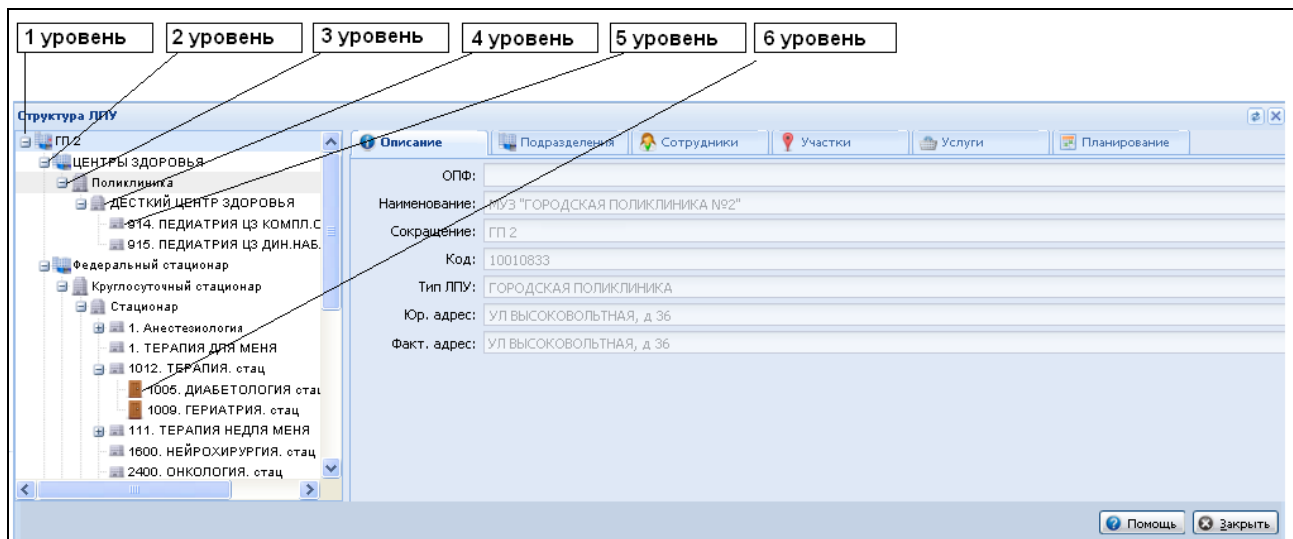 1 уровень
2 уровень
3 уровень
4 уровень
5 уровень
6 уровень
Структура ЛПУ
ГП 2
ЦЕНТРЫ ЗДОРОВЬЯ
Поликлиника
ДЕСТКИЙ ЦЕНТР ЗДОРОВЬЯ
914. ПЕДИАТРИЯ ЦЗ КОМПЛ.С
915. ПЕДИАТРИЯ ЦЗ ДИН.НАБ.
Федеральный стационар
Круглосуточный стационар
Стационар
1. Анестезиология
1. ТЕРАПИЯ ДЛЯ МЕНЯ
1012. ТЕРАПИЯ. стац
1005. ДИАБЕТОЛОГИЯ стац
1009. ГЕРИАТРИЯ. стац
111. ТЕРАПИЯ НЕДЛЯ МЕНЯ
1600. НЕЙРОХИРУРГИЯ. стац
2400. ОНКОЛОГИЯ. стац
Описание
Подразделения
Сотрудники
Участки
Услуги
Планирование
ОПФ:
Наименование: МУЗ "ГОРОДСКАЯ ПОЛИКЛИНИКА №2"
Сокращение: ГП 2
Код: 10010833
Тип ЛПУ: ГОРОДСКАЯ ПОЛИКЛИНИКА
Юр. адрес: УЛ ВЫСОКОВОЛЬТНАЯ, д 36
Факт. адрес: УЛ ВЫСОКОВОЛЬТНАЯ, д 36
Помощь
Закрыть